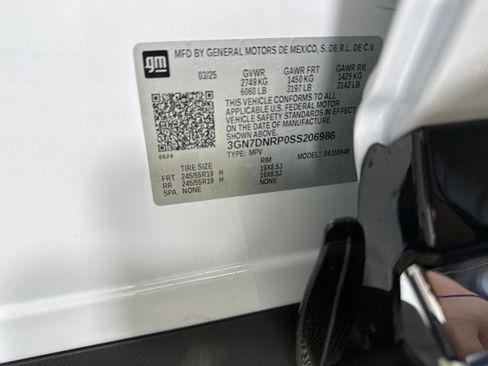 gm
MFD BY GENERAL MOTORS DE MEXICO, S. DE R.L. DE C.V.
03/25 GVWR GAWR FRT GAWR RR
2749 KG 1450 KG 1425 KG
6060 LB 3197 LB 3142 LB
THIS VEHICLE CONFORMS TO ALL
APPLICABLE U.S. FEDERAL MOTOR
VEHICLE SAFETY STANDARDS IN EFFECT
ON THE DATE OF MANUFACTURE SHOWN ABOVE.
3GN7DNRP0SS206986
TYPE: MPV MODEL:
TIRE SIZE RIM
FRT 245/55R19 H 19X8.5J
RR 245/55R19 H 19X8.5J
SPA. NONE NONE